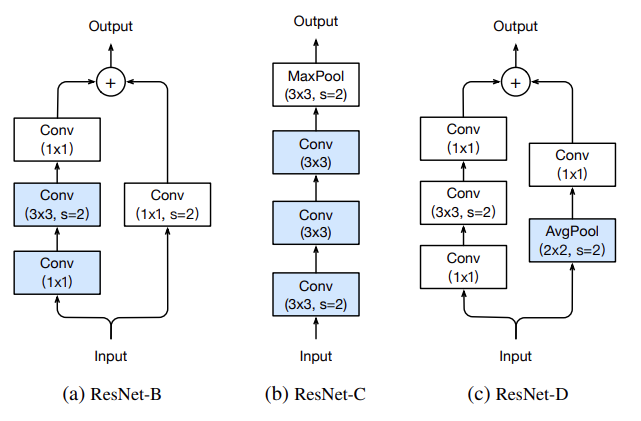 Output
+
Conv
(1x1)
Conv
(3x3, s=2)
Conv
(1x1)
Conv
(1x1, s=2)
Input
(a) ResNet-B
Output
MaxPool
(3x3, s=2)
Conv
(3x3)
Conv
(3x3)
Conv
(3x3, s=2)
Input
(b) ResNet-C
Output
+
Conv
(1x1)
Conv
(3x3, s=2)
Conv
(1x1)
Conv
(1x1)
AvgPool
(2x2, s=2)
Input
(c) ResNet-D